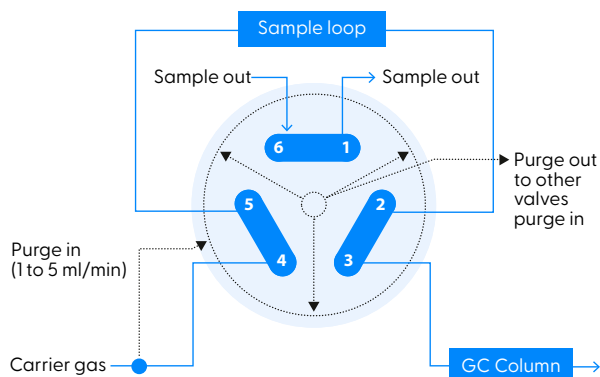 Sample loop
Sample out
Sample out
6
1
5
2
4
3
Purge out
to other
valves
purge in
Purge in
(1 to 5 ml/min)
Carrier gas
GC Column